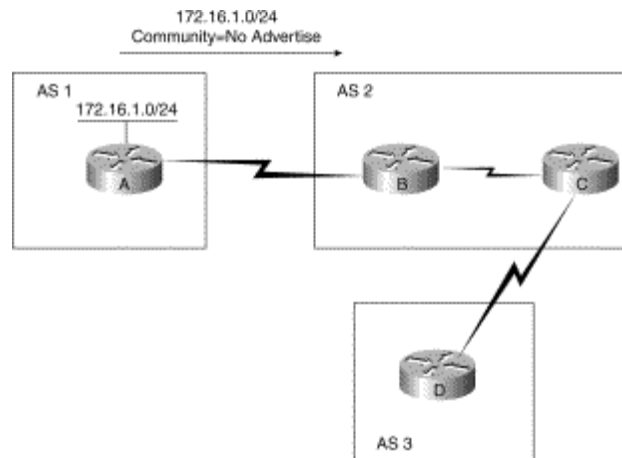 172.16.1.0/24
Community=No Advertise
AS 1
AS 2
172.16.1.0/24
A
B
C
D
AS 3